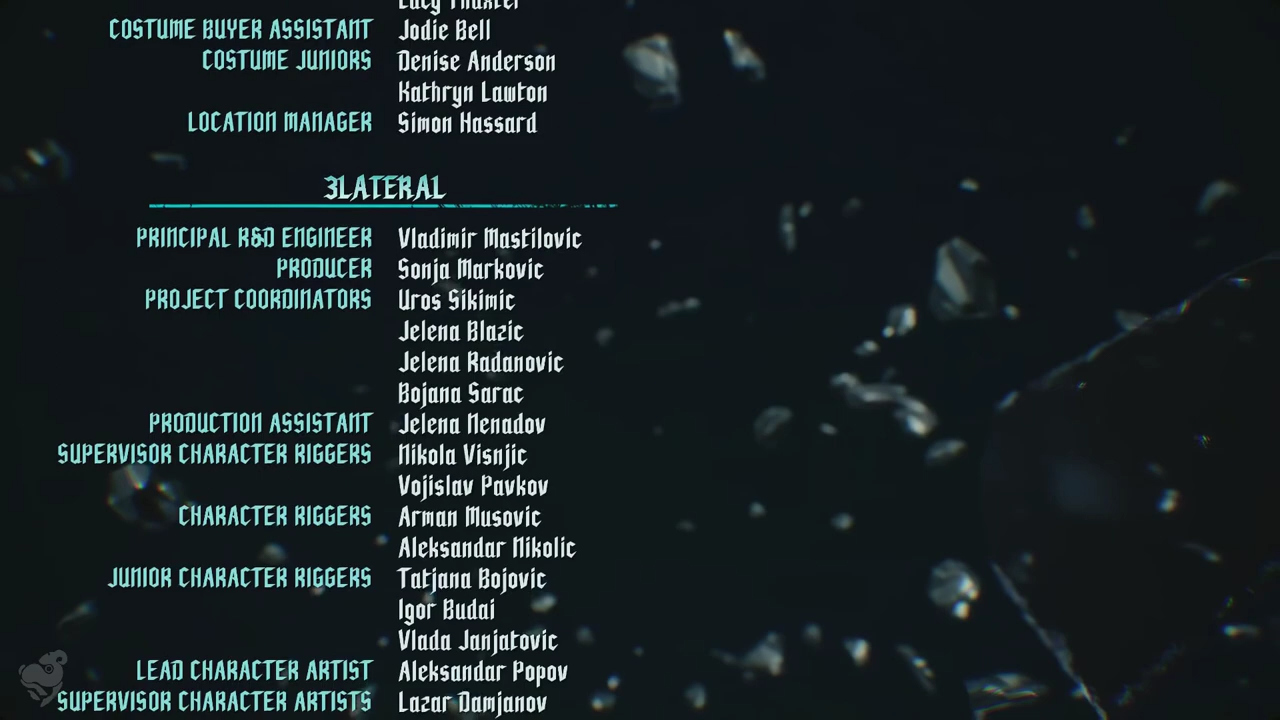 Lucy Thaxter
COSTUME BUYER ASSISTANT Jodie Bell
COSTUME JUNIORS Denise Anderson
Kathryn Lawton
LOCATION MANAGER Simon Hassard
3LATERAL
PRINCIPAL R&D ENGINEER Vladimir Mastilovic
PRODUCER Sonja Markovic
PROJECT COORDINATORS Uros Sikimic
Jelena Blazic
Jelena Radanovic
Bojana Sarac
PRODUCTION ASSISTANT Jelena Nenadov
SUPERVISOR CHARACTER RIGGERS Nikola Visnjic
Vojislav Pavkov
CHARACTER RIGGERS Arman Musovic
Aleksandar Nikolic
JUNIOR CHARACTER RIGGERS Tatjana Bojovic
Igor Budai
Vlada Janjatovic
LEAD CHARACTER ARTIST Aleksandar Popov
SUPERVISOR CHARACTER ARTISTS Lazar Damjanov